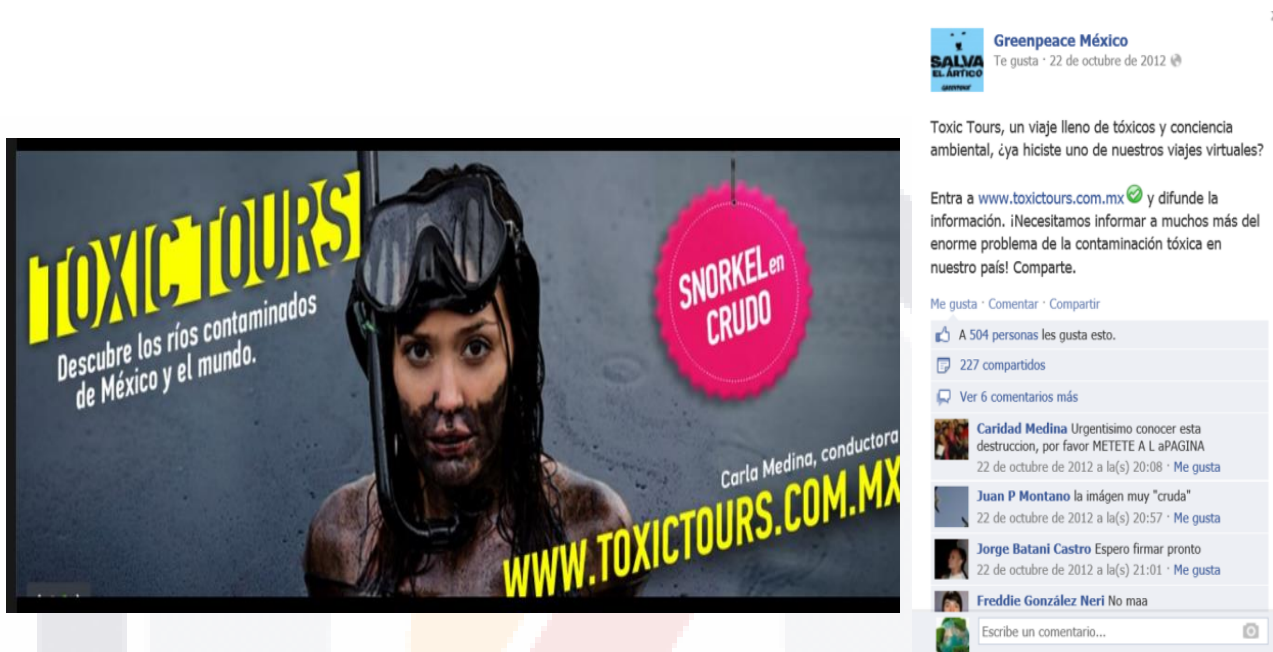 TOXIC TOURS
Descubre los ríos contaminados
de México y el mundo.
SNORKEL en
CRUDO
Carla Medina, conductora
WWW.TOXICTOURS.COM.MX
SALVA
EL ÁRTICO
GREENPEACE
Greenpeace México
Te gusta · 22 de octubre de 2012
Toxic Tours, un viaje lleno de tóxicos y conciencia
ambiental, ¿ya hiciste uno de nuestros viajes virtuales?
Entra a www.toxictours.com.mx y difunde la
información. ¡Necesitamos informar a muchos más del
enorme problema de la contaminación tóxica en
nuestro país! Comparte.
Me gusta · Comentar · Compartir
A 504 personas les gusta esto.
227 compartidos
Ver 6 comentarios más
Caridad Medina Urgentisimo conocer esta
destruccion, por favor METETE A L aPAGINA
22 de octubre de 2012 a la(s) 20:08 · Me gusta
Juan P Montano la imágen muy "cruda"
22 de octubre de 2012 a la(s) 20:57 · Me gusta
Jorge Batani Castro Espero firmar pronto
22 de octubre de 2012 a la(s) 21:01 · Me gusta
Freddie González Neri No maa
Escribe un comentario...